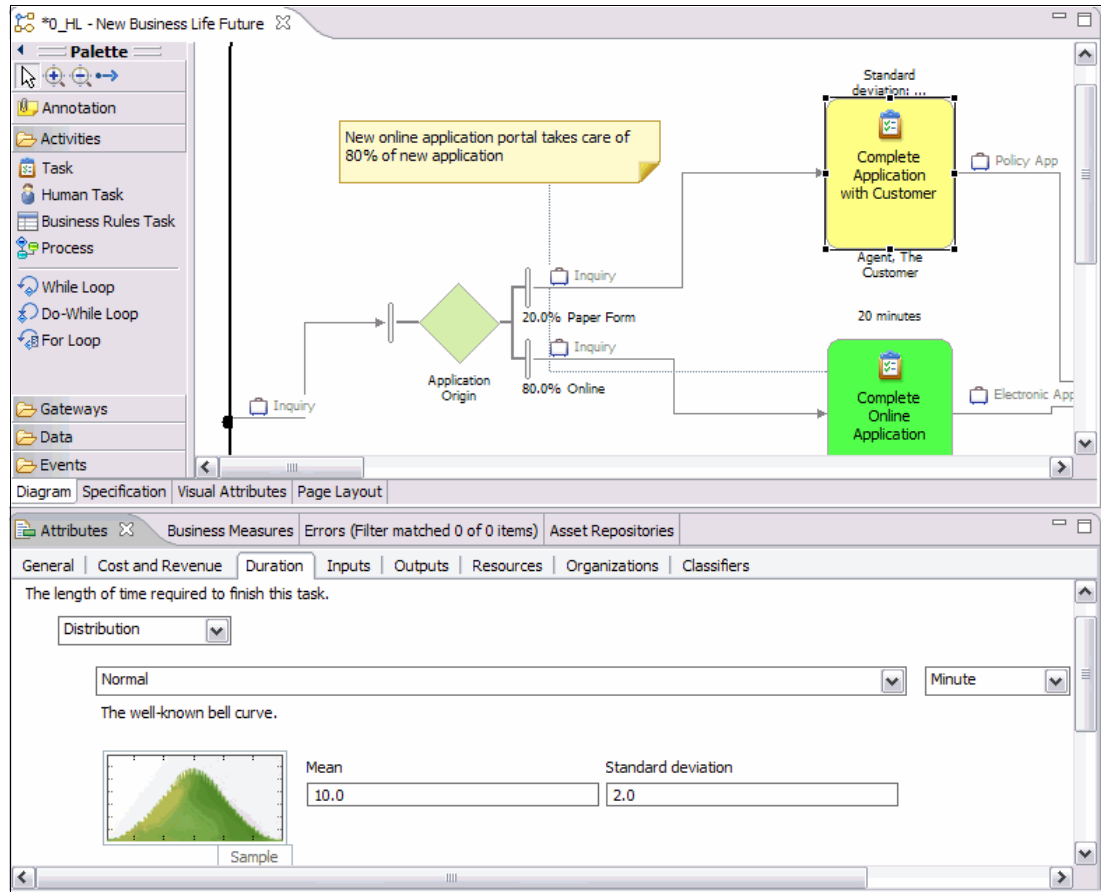 *0_HL - New Business Life Future
Palette
Annotation
Activities
Task
Human Task
Business Rules Task
Process
While Loop
Do-While Loop
For Loop
Gateways
Data
Events
New online application portal takes care of
80% of new application
Standard
deviation: ...
Complete
Application
with Customer
Policy App
Agent, The
Customer
Inquiry
20.0% Paper Form
20 minutes
Inquiry
80.0% Online
Application
Origin
Inquiry
Complete
Online
Application
Electronic App
Diagram
Specification
Visual Attributes
Page Layout
Attributes
Business Measures
Errors (Filter matched 0 of 0 items)
Asset Repositories
General
Cost and Revenue
Duration
Inputs
Outputs
Resources
Organizations
Classifiers
The length of time required to finish this task.
Distribution
Normal
Minute
The well-known bell curve.
Mean
Standard deviation
10.0
2.0
Sample